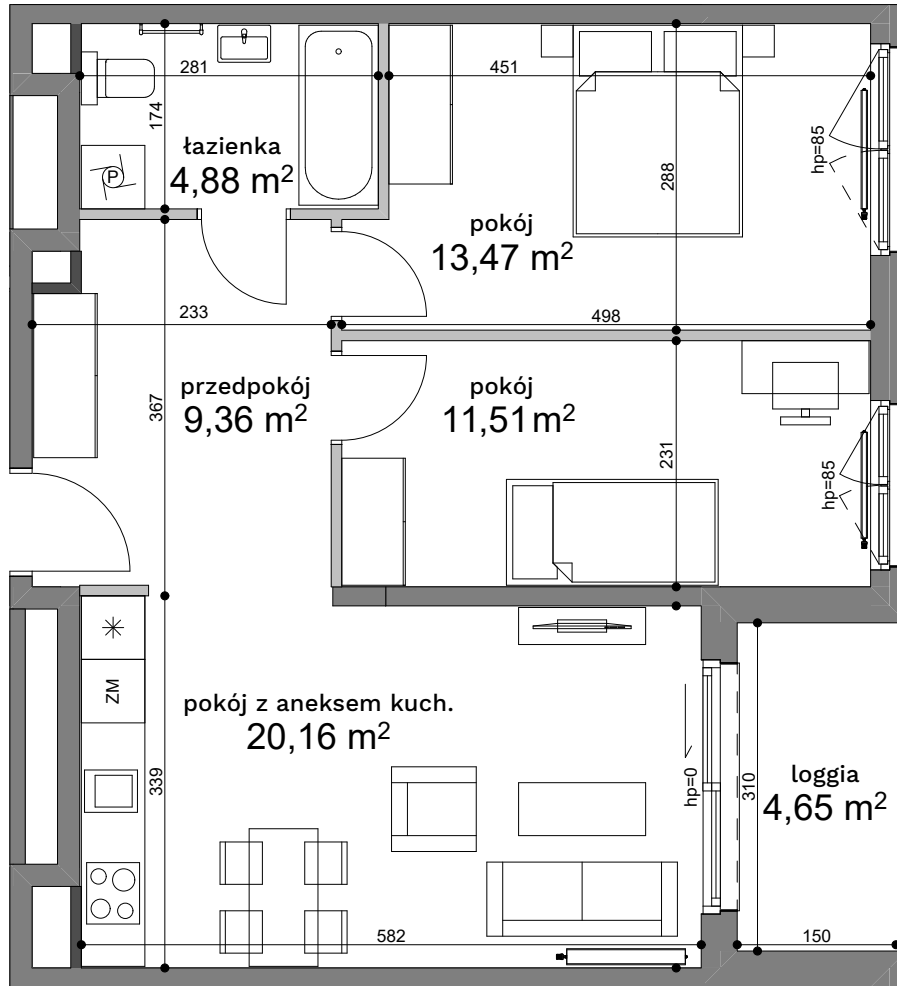 281
451
174
łazienka
4,88 m²
P
hp=85
288
pokój
13,47 m²
233
498
przedpokój
9,36 m²
367
pokój
11,51 m²
231
hp=85
ZM
pokój z aneksem kuch.
20,16 m²
339
hp=0
310
loggia
4,65 m²
582
150